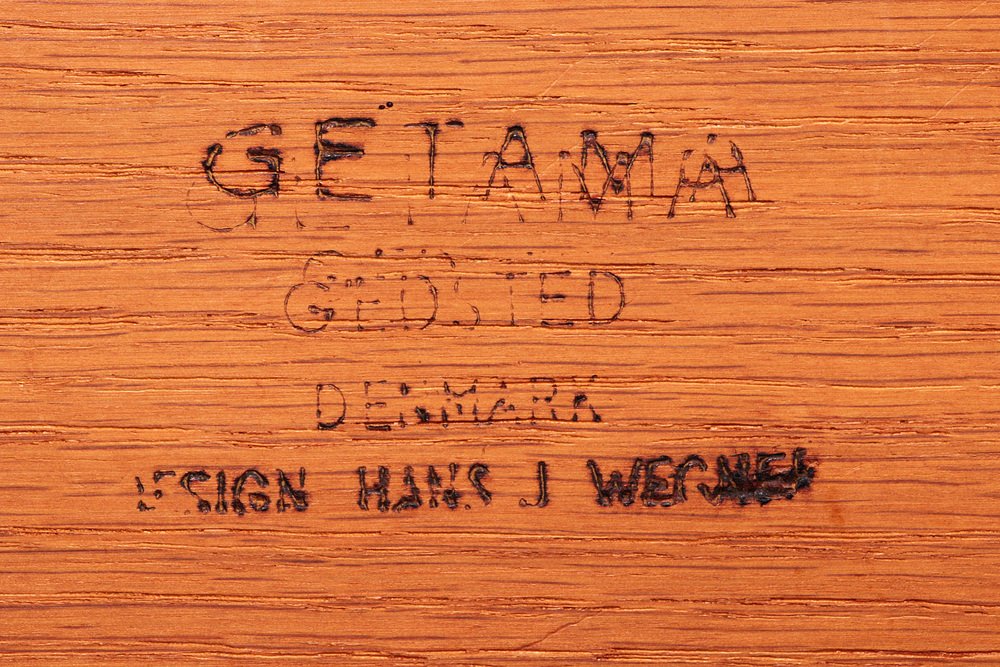 GETAMA
GEDSTED
DENMARK
DESIGN HANS J WEGNER